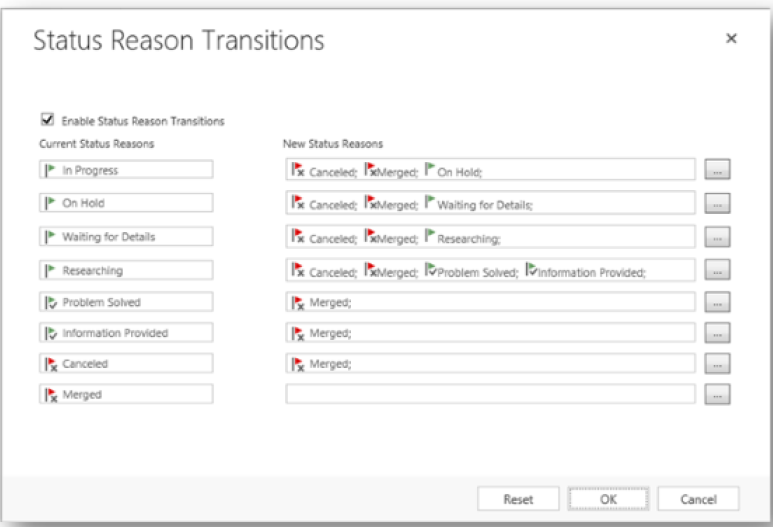 Status Reason Transitions
Enable Status Reason Transitions
Current Status Reasons New Status Reasons
In Progress Canceled; Merged; On Hold; ...
On Hold Canceled; Merged; Waiting for Details; ...
Waiting for Details Canceled; Merged; Researching; ...
Researching Canceled; Merged; Problem Solved; Information Provided; ...
Problem Solved Merged; ...
Information Provided Merged; ...
Canceled Merged; ...
Merged ...
Reset OK Cancel